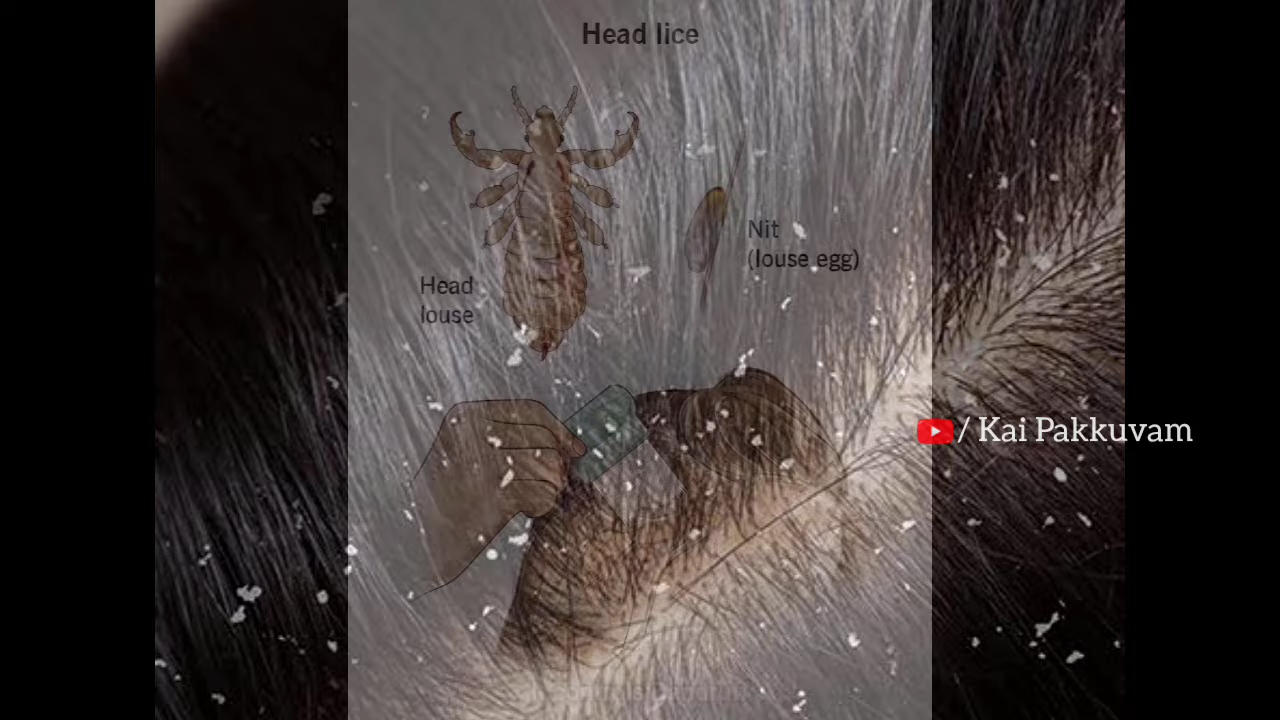 Head lice
Nit
(louse egg)
Head
louse
/ Kai Pakkuvam